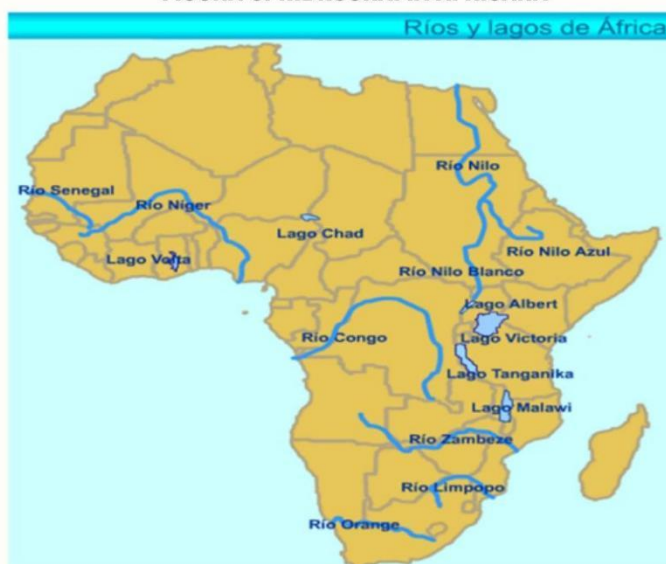 Ríos y lagos de África
Río Nilo
Río Senegal
Río Níger
Lago Chad
Río Nilo Azul
Lago Volta
Río Nilo Blanco
Lago Albert
Río Congo
Lago Victoria
Lago Tanganika
Lago Malawi
Río Zambeze
Río Limpopo
Río Orange